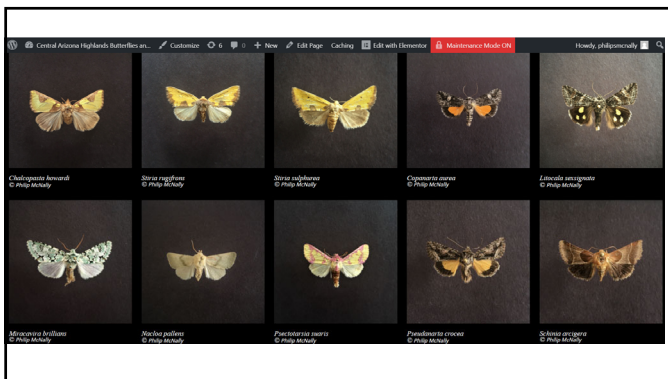 Central Arizona Highlands Butterflies an... Customize 6 0 New Edit Page Caching Edit with Elementor Maintenance Mode ON Howdy, philipsmcnally
Chalcopasta howardi
© Philip McNally
Stiria rugifrons
© Philip McNally
Stiria sulphurea
© Philip McNally
Copanarta aurea
© Philip McNally
Litocala sexsignata
© Philip McNally
Miracavira brillians
© Philip McNally
Nacloa pallens
© Philip McNally
Psectotarsia suavis
© Philip McNally
Pseudanarta crocea
© Philip McNally
Schinia arcigera
© Philip McNally